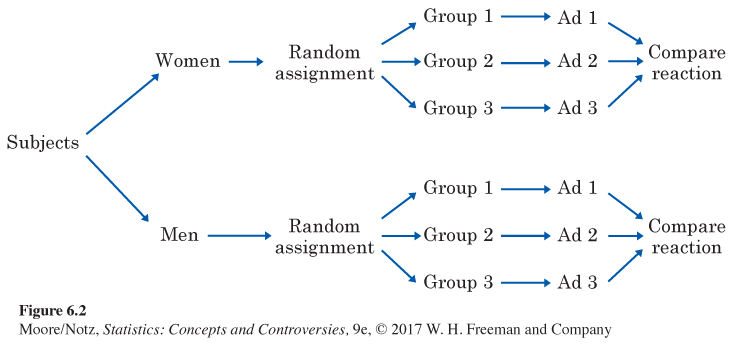 Subjects
Women
Random
assignment
Group 1
Ad 1
Group 2
Ad 2
Group 3
Ad 3
Compare
reaction
Men
Random
assignment
Group 1
Ad 1
Group 2
Ad 2
Group 3
Ad 3
Compare
reaction
Figure 6.2
Moore/Notz, Statistics: Concepts and Controversies, 9e, © 2017 W. H. Freeman and Company